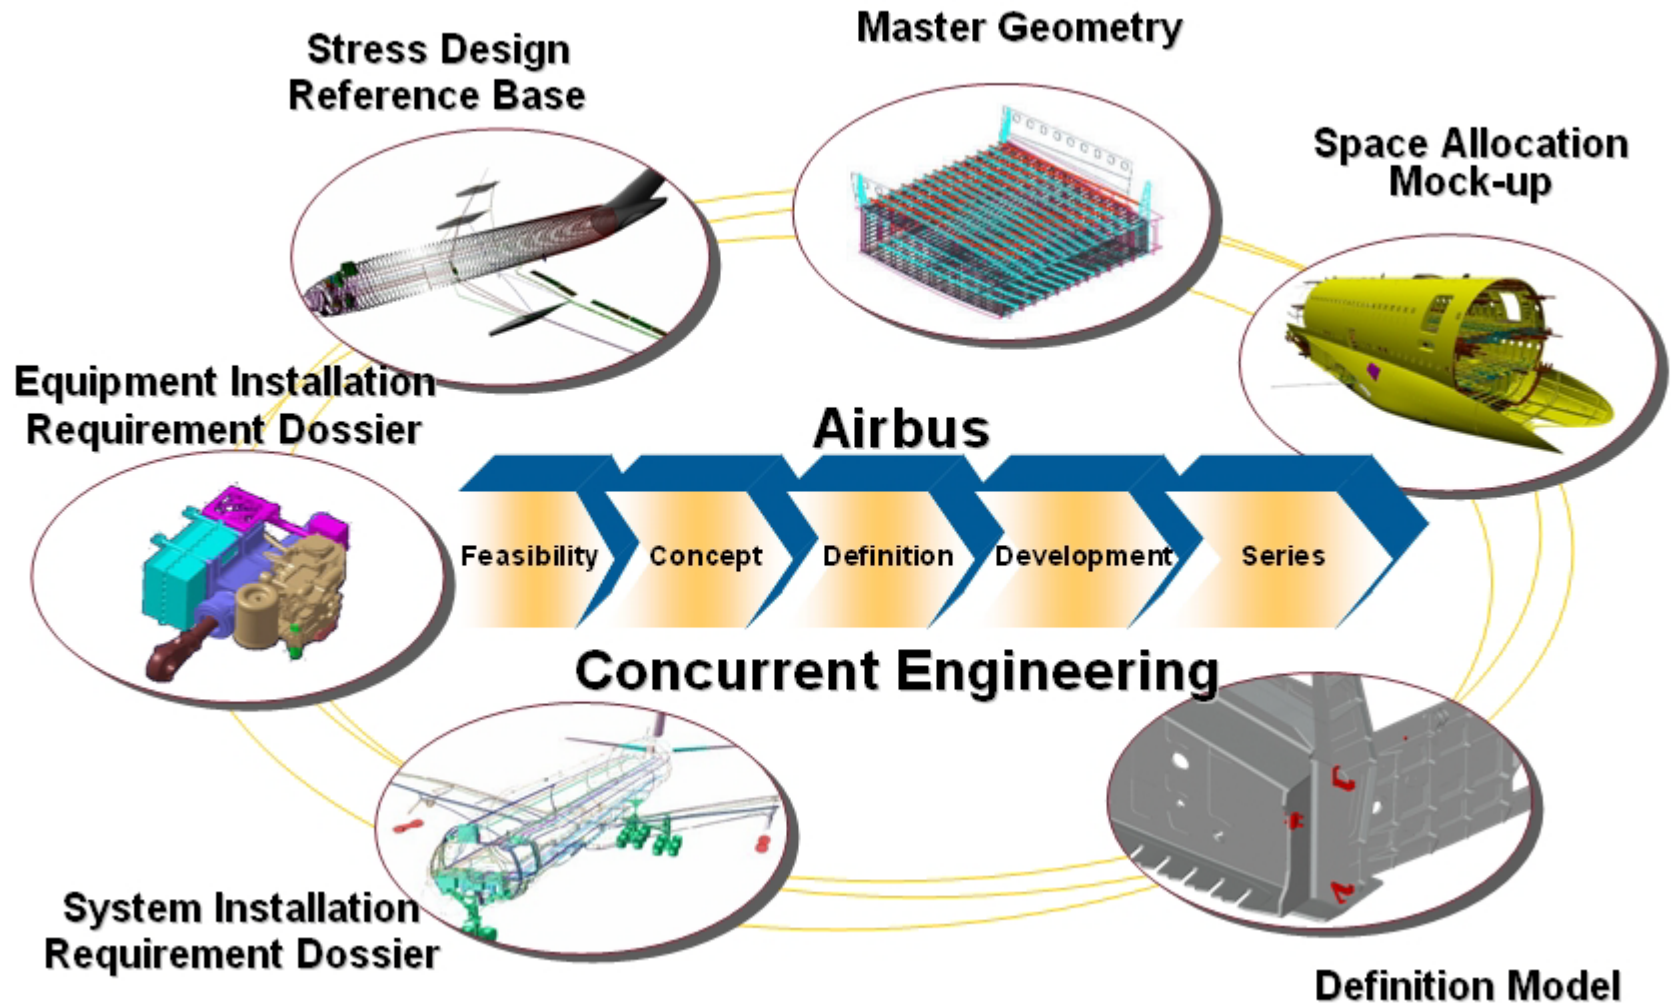 Master Geometry
Stress Design
Reference Base
Space Allocation
Mock-up
Equipment Installation
Requirement Dossier
Airbus
Feasibility
Concept
Definition
Development
Series
Concurrent Engineering
System Installation
Requirement Dossier
Definition Model